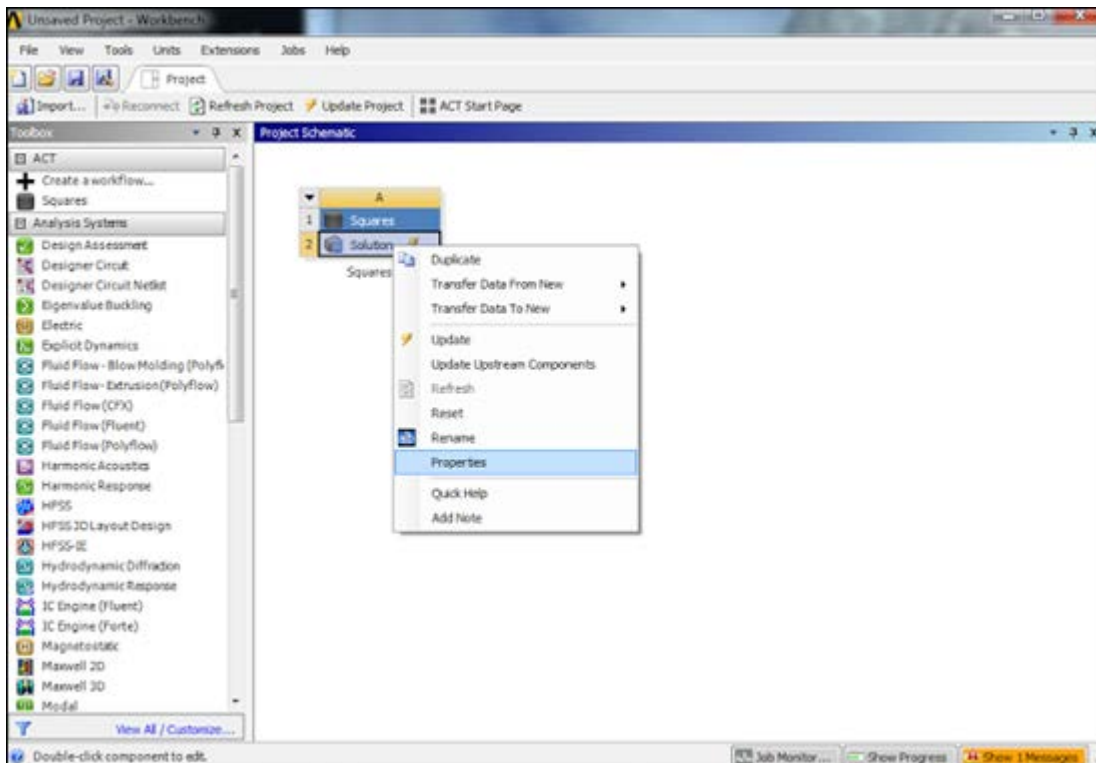 Unsaved Project - Workbench
File View Tools Units Extensions Jobs Help
Project
Import... Reconnect Refresh Project Update Project ACT Start Page
Toolbox
Project Schematic
ACT
Create a workflow...
Squares
Analysis Systems
Design Assessment
Designer Circuit
Designer Circuit Netlist
Eigenvalue Buckling
Electric
Explicit Dynamics
Fluid Flow - Blow Molding (Polyfl
Fluid Flow - Extrusion (Polyflow)
Fluid Flow (CFX)
Fluid Flow (Fluent)
Fluid Flow (Polyflow)
Harmonic Acoustics
Harmonic Response
HFSS
HFSS 3D Layout Design
HFSS-IE
Hydrodynamic Diffraction
Hydrodynamic Response
IC Engine (Fluent)
IC Engine (Forte)
Magnetostatic
Maxwell 2D
Maxwell 3D
Modal
View All / Customize...
A
1 Squares
2 Solution
Squares
Duplicate
Transfer Data From New
Transfer Data To New
Update
Update Upstream Components
Refresh
Reset
Rename
Properties
Quick Help
Add Note
Double-click component to edit.
Job Monitor... Show Progress Show 1 Messages